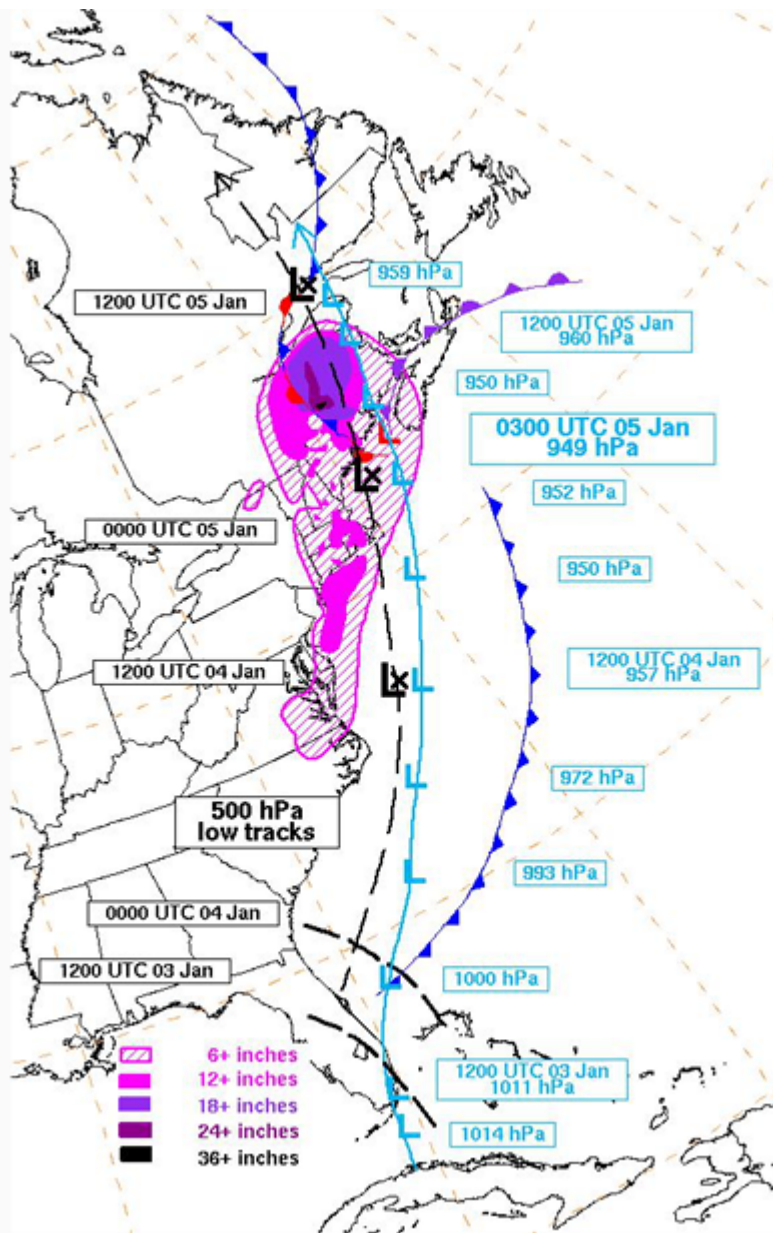 959 hPa
1200 UTC 05 Jan
1200 UTC 05 Jan
960 hPa
950 hPa
0300 UTC 05 Jan
949 hPa
952 hPa
0000 UTC 05 Jan
950 hPa
1200 UTC 04 Jan
1200 UTC 04 Jan
957 hPa
972 hPa
500 hPa
low tracks
993 hPa
0000 UTC 04 Jan
1200 UTC 03 Jan
1000 hPa
6+ inches
12+ inches
18+ inches
24+ inches
36+ inches
1200 UTC 03 Jan
1011 hPa
1014 hPa
L
x
L
L
L
L
L
x
L
L
L
x
L
L
L
L
L
L